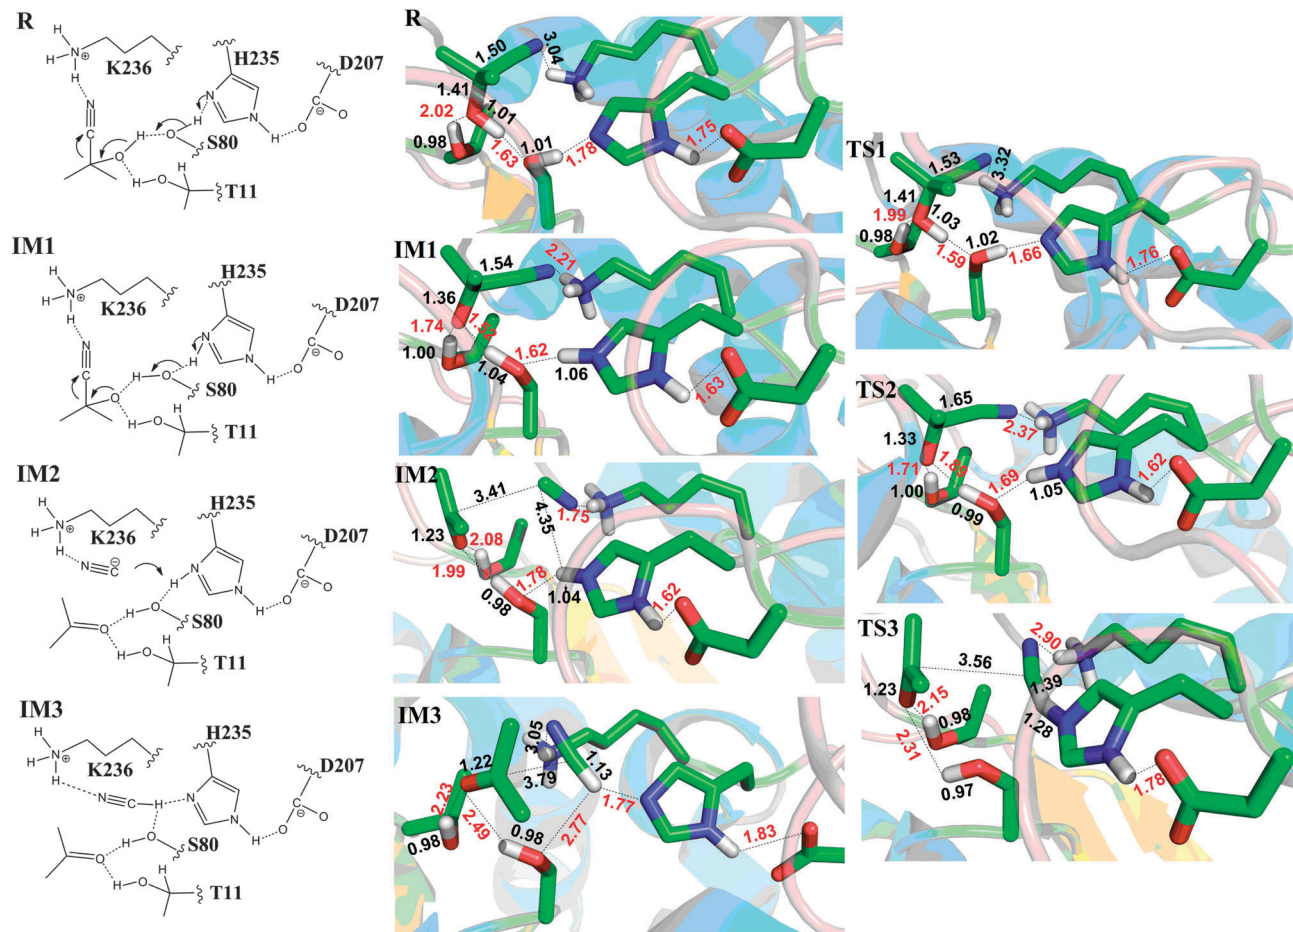 R
H235
D207
K236
H
N
⊕
H
H
N
C
H
O
H
O
N
N
H
O
C
⊖
O
S80
H
H
O
T11
IM1
H235
D207
K236
H
N
⊕
H
H
N
C
O
H
O
H
N
N
H
O
C
⊖
O
S80
H
H
O
T11
IM2
H235
D207
K236
H
N
⊕
H
H
N
C
⊖
H
N
N
H
O
C
⊖
O
H
O
S80
O
H
H
O
T11
IM3
H235
D207
K236
H
N
⊕
H
H
N
C
H
N
N
H
O
C
⊖
O
H
O
S80
O
H
H
O
T11
R
1.50
3.04
1.41
2.02
1.01
0.98
1.63
1.01
1.78
1.75
IM1
1.54
2.21
1.36
1.74
1.00
1.04
1.62
1.06
1.63
IM2
3.41
1.75
4.35
1.23
2.08
1.99
1.78
0.98
1.04
1.62
IM3
3.05
1.22
1.13
3.79
2.23
1.77
0.98
2.49
0.98
2.77
1.83
TS1
1.53
3.32
1.41
1.99
1.03
0.98
1.02
1.59
1.66
1.76
TS2
1.65
2.37
1.33
1.71
1.69
1.00
0.99
1.05
1.62
TS3
2.90
3.56
1.39
1.23
2.15
0.98
1.28
2.31
0.97
1.78